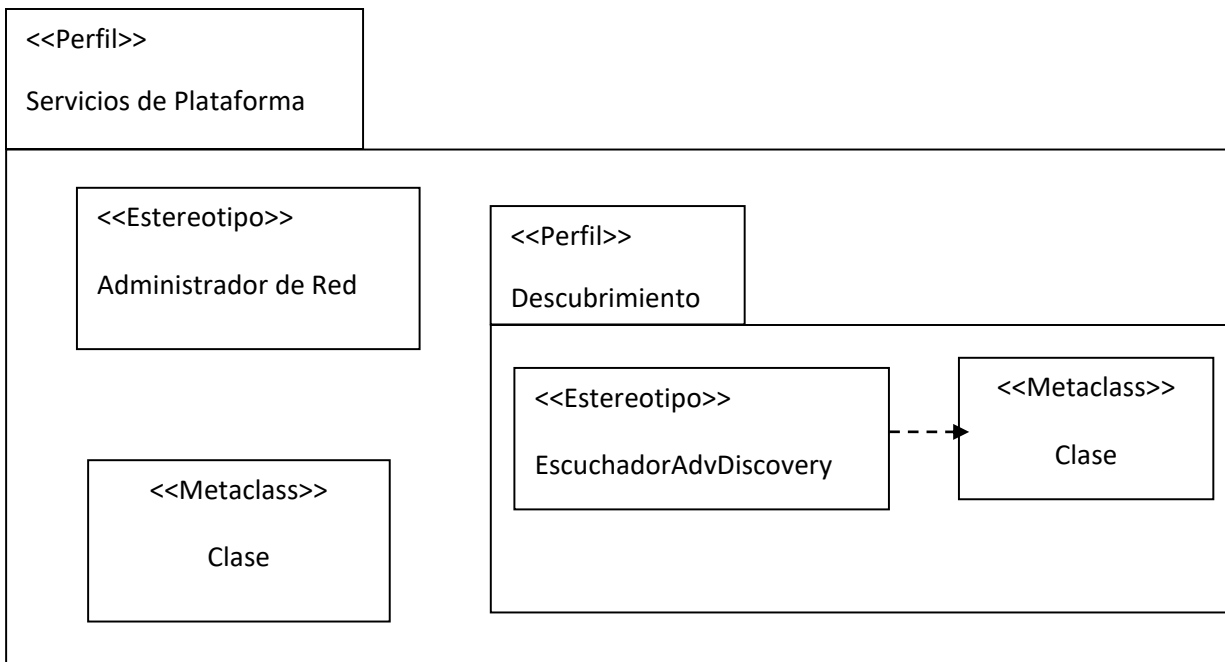 <<Perfil>>
Servicios de Plataforma
<<Estereotipo>>
Administrador de Red
<<Metaclass>>
Clase
<<Perfil>>
Descubrimiento
<<Estereotipo>>
EscuchadorAdvDiscovery
<<Metaclass>>
Clase